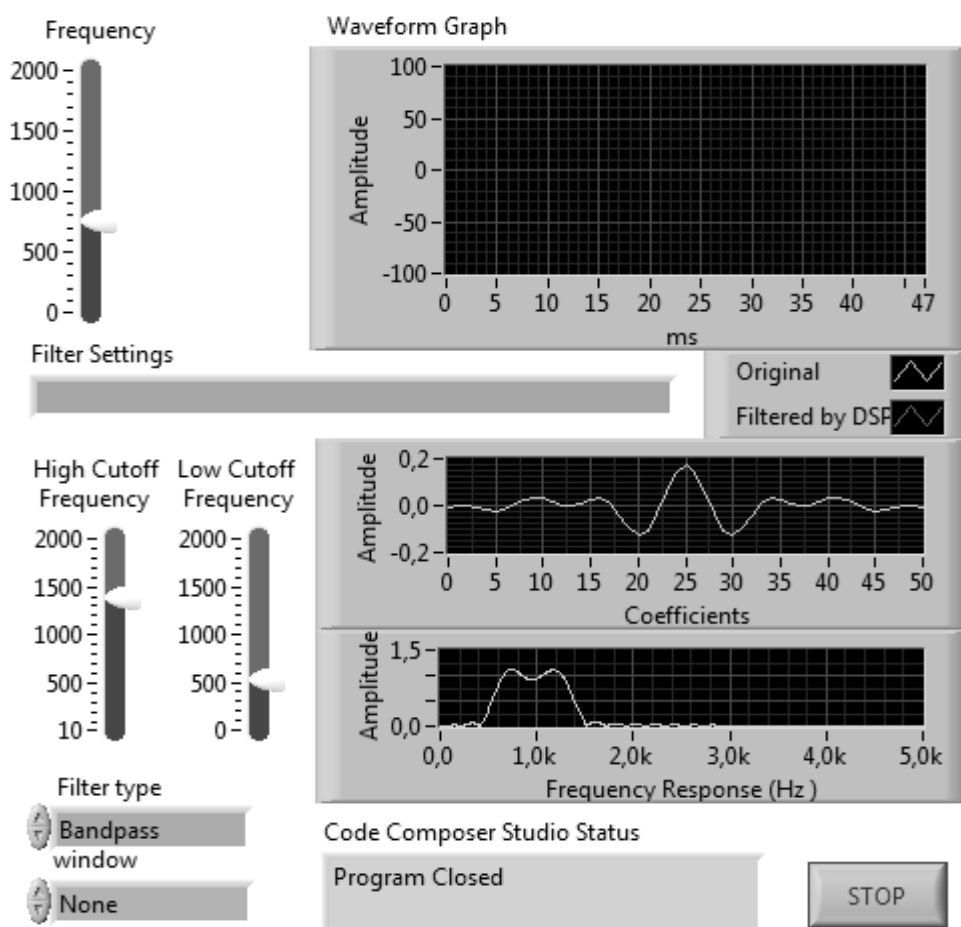 Frequency
2000
1500
1000
500
0
Waveform Graph
Amplitude
100
50
0
-50
-100
0 5 10 15 20 25 30 35 40 47
ms
Filter Settings
Original
Filtered by DSP
High Cutoff
Frequency
2000
1500
1000
500
10
Low Cutoff
Frequency
2000
1500
1000
500
0
Amplitude
0,2
0,0
-0,2
0 5 10 15 20 25 30 35 40 45 50
Coefficients
Amplitude
1,5
0,0
0,0 1,0k 2,0k 3,0k 4,0k 5,0k
Frequency Response (Hz )
Filter type
Bandpass
window
None
Code Composer Studio Status
Program Closed
STOP